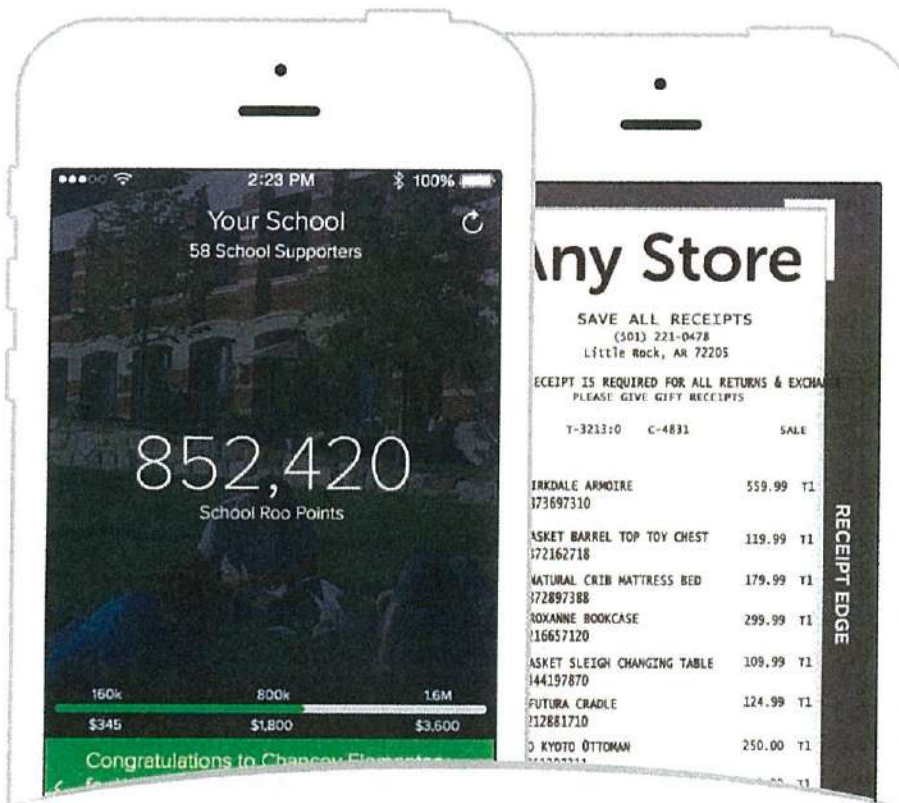 2:23 PM
100%
Your School
58 School Supporters
852,420
School Roo Points
160k 800k 1.6M
$345 $1,800 $3,600
Congratulations to Chancey
Any Store
SAVE ALL RECEIPTS
(501) 221-0478
Little Rock, AR 72205
ECEIPT IS REQUIRED FOR ALL RETURNS & EXCHA
PLEASE GIVE GIFT RECEIPTS
T-3213:0 C-4831 SALE
IRKDALE ARMOIRE 559.99 T1
373697310
ASKET BARREL TOP TOY CHEST 119.99 T1
372162718
NATURAL CRIB MATTRESS BED 179.99 T1
372897388
ROXANNE BOOKCASE 299.99 T1
216657120
ASKET SLEIGH CHANGING TABLE 109.99 T1
344197870
FUTURA CRADLE 124.99 T1
212881710
O KYOTO OTTOMAN 250.00 T1
T1
RECEIPT EDGE